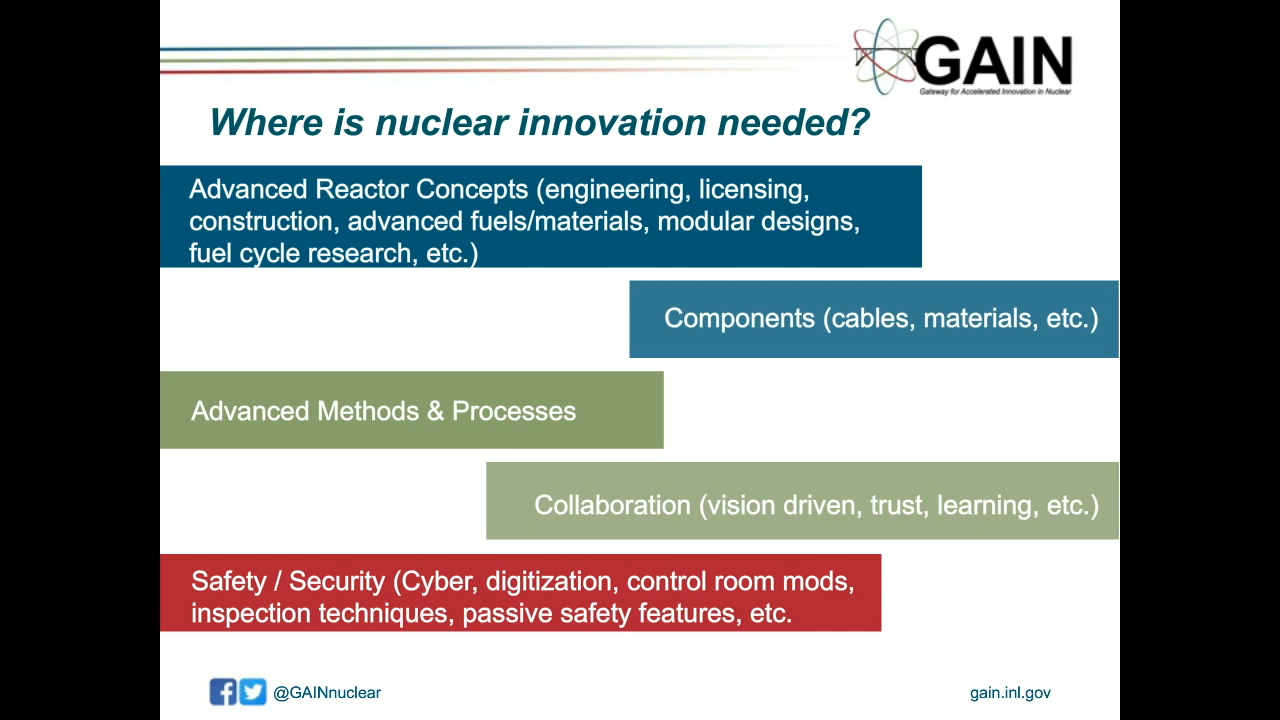 GAIN
Gateway for Accelerated Innovation in Nuclear
Where is nuclear innovation needed?
Advanced Reactor Concepts (engineering, licensing,
construction, advanced fuels/materials, modular designs,
fuel cycle research, etc.)
Components (cables, materials, etc.)
Advanced Methods & Processes
Collaboration (vision driven, trust, learning, etc.)
Safety / Security (Cyber, digitization, control room mods,
inspection techniques, passive safety features, etc.
@GAINnuclear
gain.inl.gov